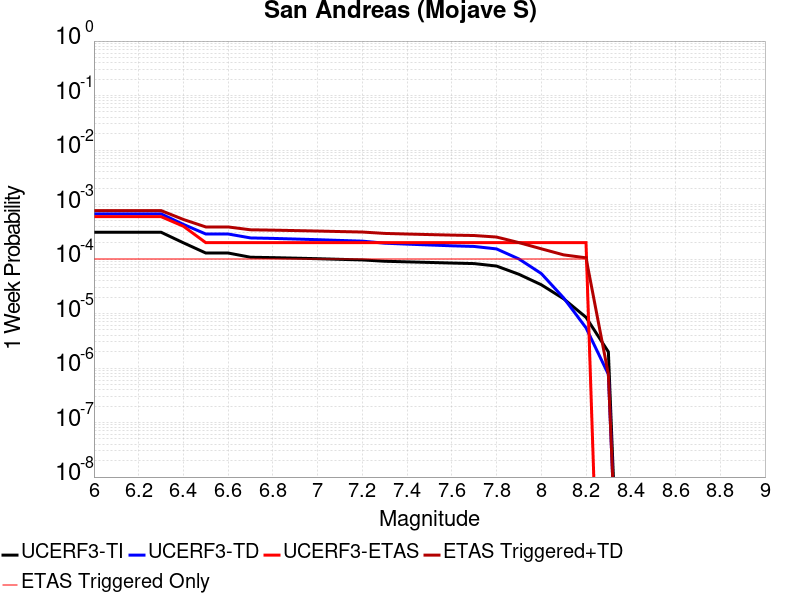 San Andreas (Mojave S)
10^0
10^-1
10^-2
10^-3
10^-4
10^-5
10^-6
10^-7
10^-8
1 Week Probability
6 6.2 6.4 6.6 6.8 7 7.2 7.4 7.6 7.8 8 8.2 8.4 8.6 8.8 9
Magnitude
UCERF3-TI UCERF3-TD UCERF3-ETAS ETAS Triggered+TD
ETAS Triggered Only